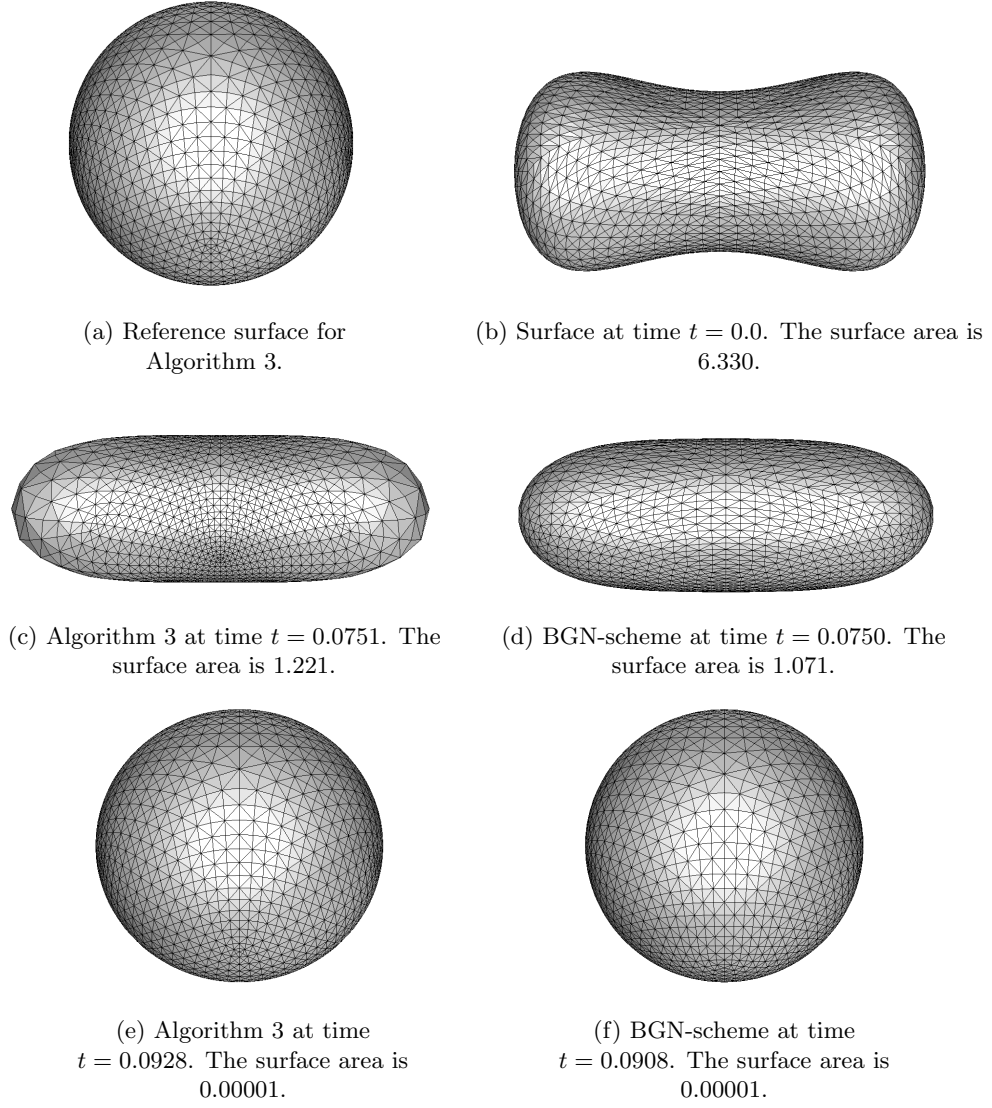 (a) Reference surface for
Algorithm 3.
(b) Surface at time t = 0.0. The surface area is
6.330.
(c) Algorithm 3 at time t = 0.0751. The
surface area is 1.221.
(d) BGN-scheme at time t = 0.0750. The
surface area is 1.071.
(e) Algorithm 3 at time
t = 0.0928. The surface area is
0.00001.
(f) BGN-scheme at time
t = 0.0908. The surface area is
0.00001.